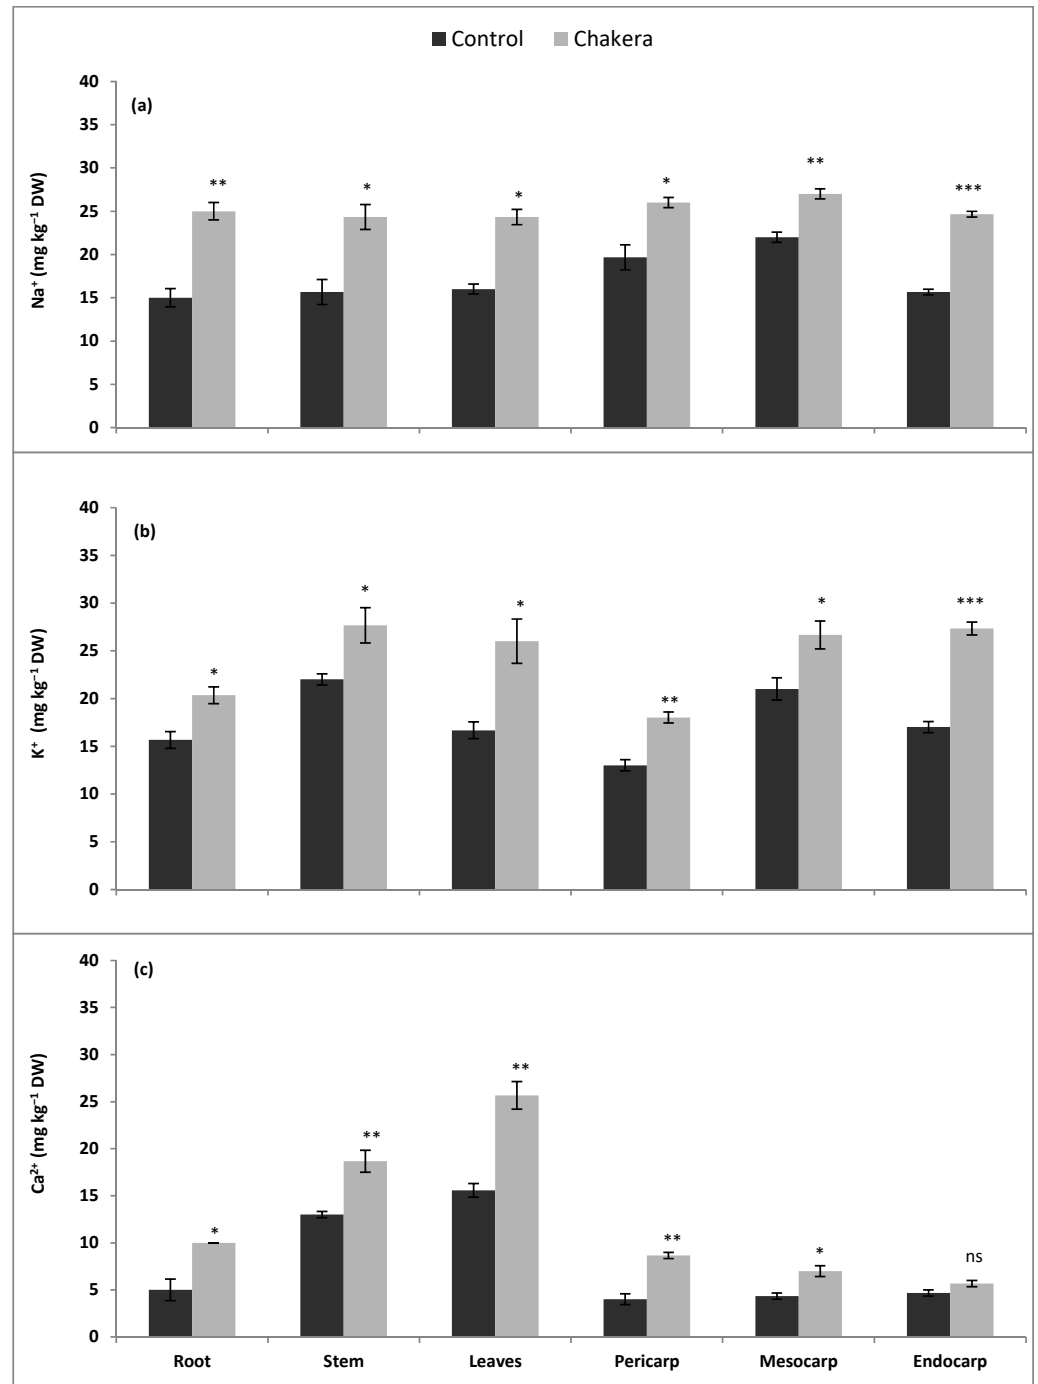 Control Chakera
(a)
Na⁺ (mg kg⁻¹ DW)
40
35
30
25
20
15
10
5
0
** * * * ** ***
(b)
K⁺ (mg kg⁻¹ DW)
40
35
30
25
20
15
10
5
0
* * * ** * ***
(c)
Ca²⁺ (mg kg⁻¹ DW)
40
35
30
25
20
15
10
5
0
* ** ** ** * ns
Root Stem Leaves Pericarp Mesocarp Endocarp